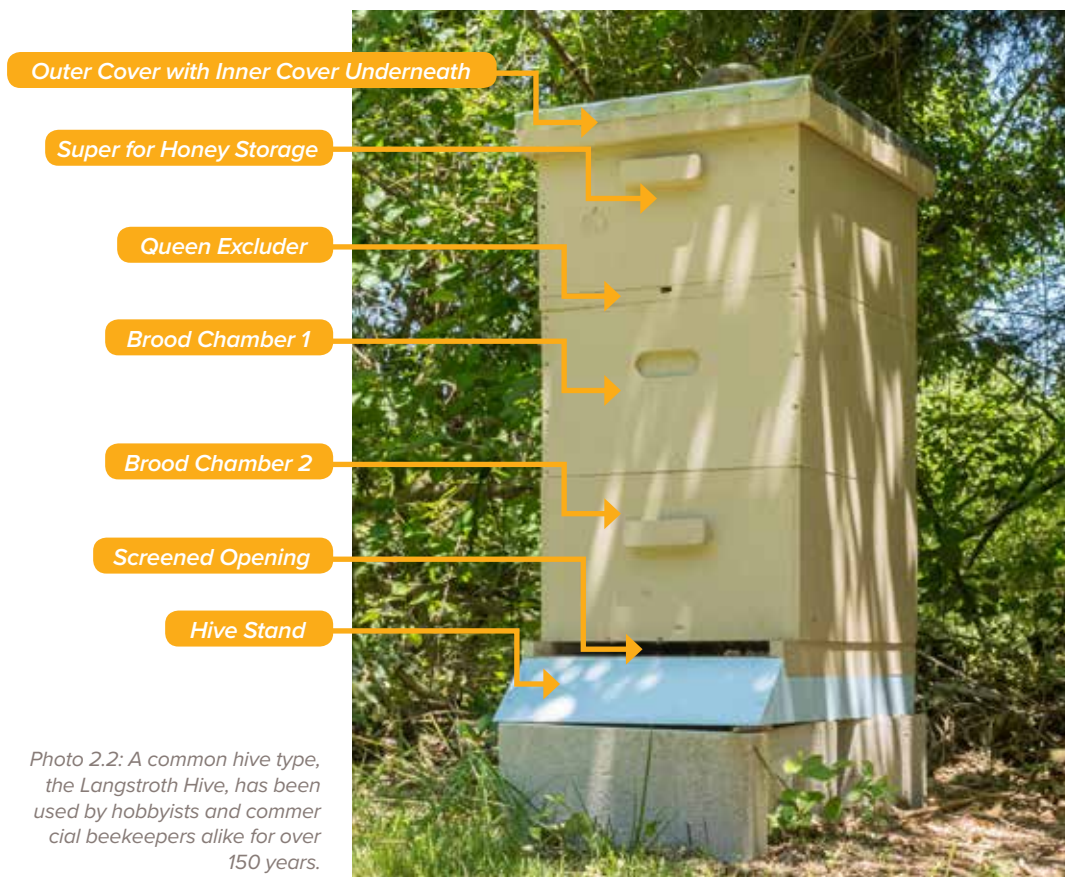 Outer Cover with Inner Cover Underneath
Super for Honey Storage
Queen Excluder
Brood Chamber 1
Brood Chamber 2
Screened Opening
Hive Stand
Photo 2.2: A common hive type,
the Langstroth Hive, has been
used by hobbyists and commer
cial beekeepers alike for over
150 years.